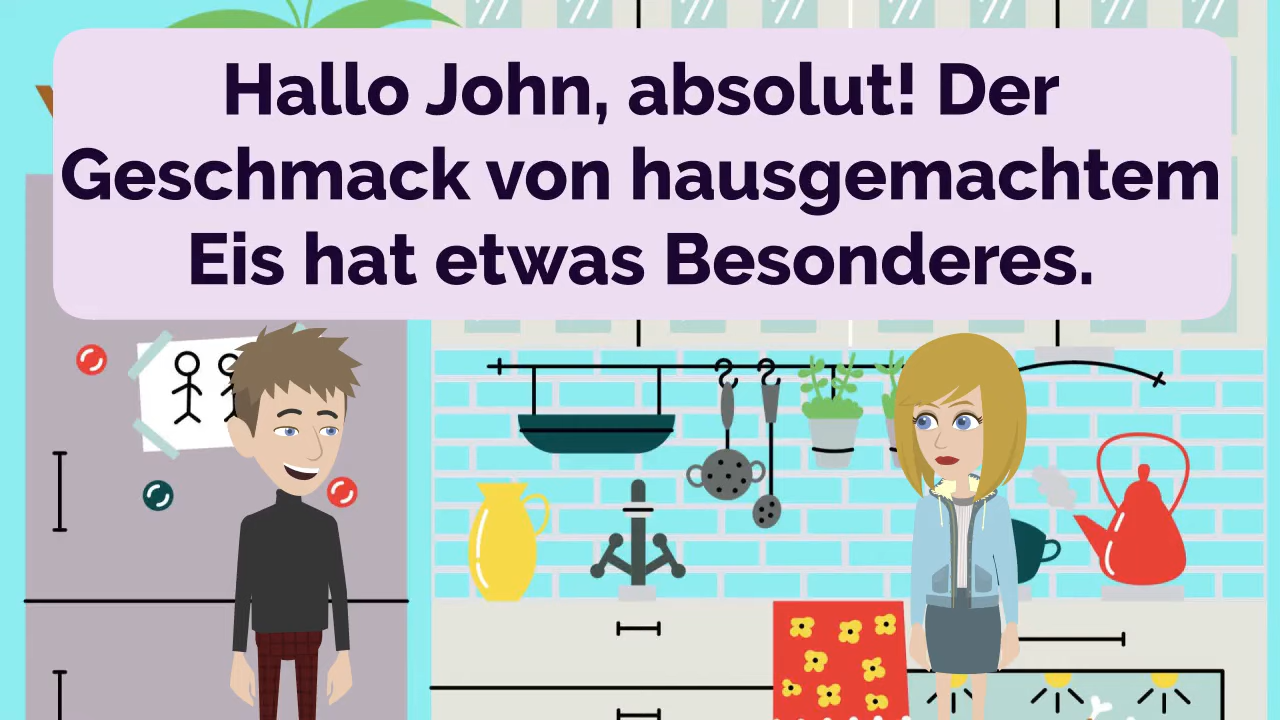 Hallo John, absolut! Der
Geschmack von hausgemachtem
Eis hat etwas Besonderes.